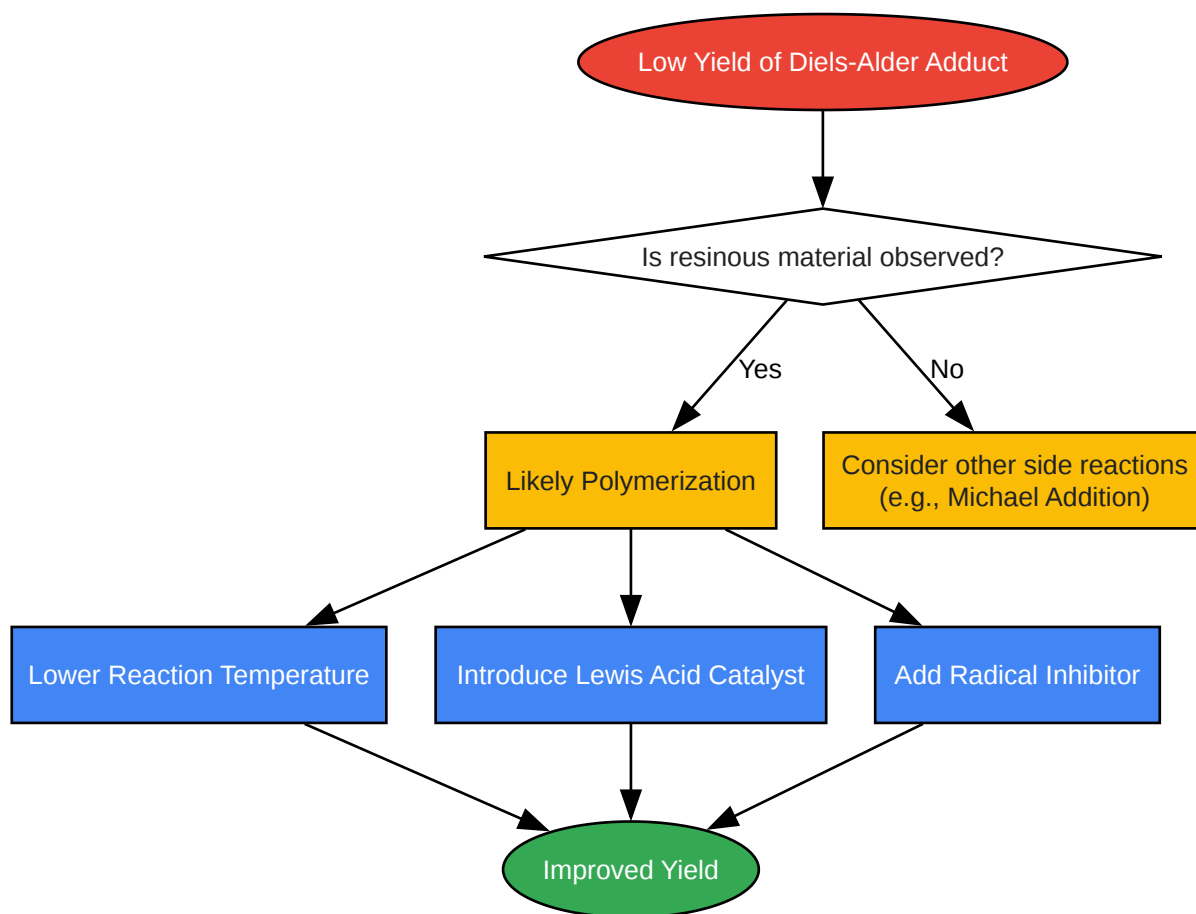 Low Yield of Diels-Alder Adduct
Is resinous material observed?
Yes
No
Likely Polymerization
Consider other side reactions
(e.g., Michael Addition)
Lower Reaction Temperature
Introduce Lewis Acid Catalyst
Add Radical Inhibitor
Improved Yield